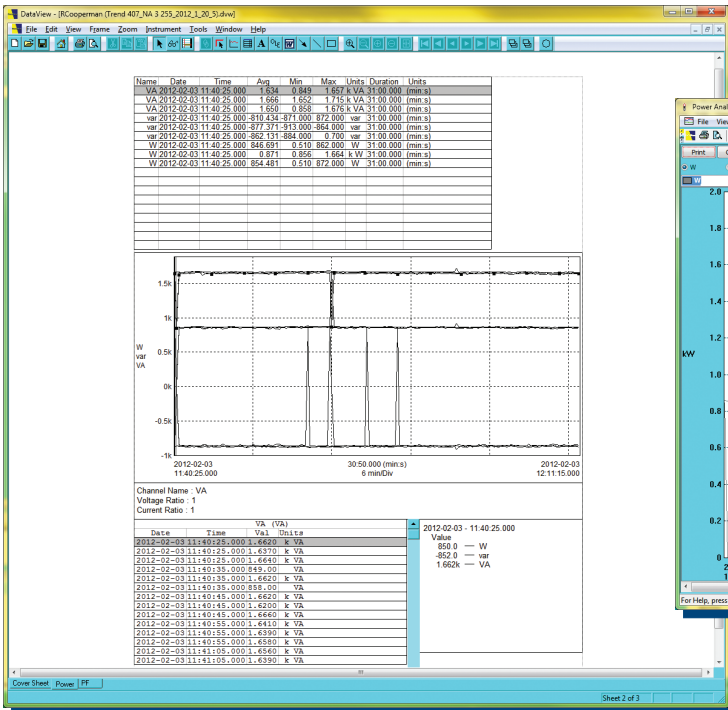 DataView - [RCooperman (Trend 407_NA 3 255_2012_1_20_5).dvw]
File Edit View Frame Zoom Instrument Tools Window Help
Name Date Time Avg Min Max Units Duration Units
VA 2012-02-03 11:40:25.000 1.634 0.849 1.657 k VA 31:00.000 (min:s)
VA 2012-02-03 11:40:25.000 1.666 1.652 1.715 k VA 31:00.000 (min:s)
VA 2012-02-03 11:40:25.000 1.650 0.858 1.676 k VA 31:00.000 (min:s)
var 2012-02-03 11:40:25.000 -810.434 -871.000 872.000 var 31:00.000 (min:s)
var 2012-02-03 11:40:25.000 -877.371 -913.000 -864.000 var 31:00.000 (min:s)
var 2012-02-03 11:40:25.000 -862.131 -884.000 0.700 var 31:00.000 (min:s)
W 2012-02-03 11:40:25.000 846.691 0.510 862.000 W 31:00.000 (min:s)
W 2012-02-03 11:40:25.000 0.871 0.856 1.664 k W 31:00.000 (min:s)
W 2012-02-03 11:40:25.000 854.481 0.510 872.000 W 31:00.000 (min:s)
1.5k
1k
W
var
VA
0.5k
0k
-0.5k
-1k
2012-02-03 30:50.000 (min:s) 2012-02-03
11:40:25.000 6 min/Div 12:11:15.000
Channel Name : VA
Voltage Ratio : 1
Current Ratio : 1
VA (VA)
Date Time Val Units
2012-02-03 11:40:25.000 1.6620 k VA
2012-02-03 11:40:25.000 1.6370 k VA
2012-02-03 11:40:25.000 1.6640 k VA
2012-02-03 11:40:35.000 849.00 VA
2012-02-03 11:40:35.000 1.6620 k VA
2012-02-03 11:40:35.000 858.00 VA
2012-02-03 11:40:45.000 1.6620 k VA
2012-02-03 11:40:45.000 1.6200 k VA
2012-02-03 11:40:45.000 1.6660 k VA
2012-02-03 11:40:55.000 1.6410 k VA
2012-02-03 11:40:55.000 1.6390 k VA
2012-02-03 11:40:55.000 1.6580 k VA
2012-02-03 11:41:05.000 1.6560 k VA
2012-02-03 11:41:05.000 1.6390 k VA
2012-02-03 - 11:40:25.000
Value
850.0 — W
-852.0 — var
1.662k — VA
Cover Sheet Power PF
Sheet 2 of 3
Power Anal
File View
Print
W
W
2.0
1.8
1.6
1.4
1.2
kW
1.0
0.8
0.6
0.4
0.2
0
2
1
For Help, press